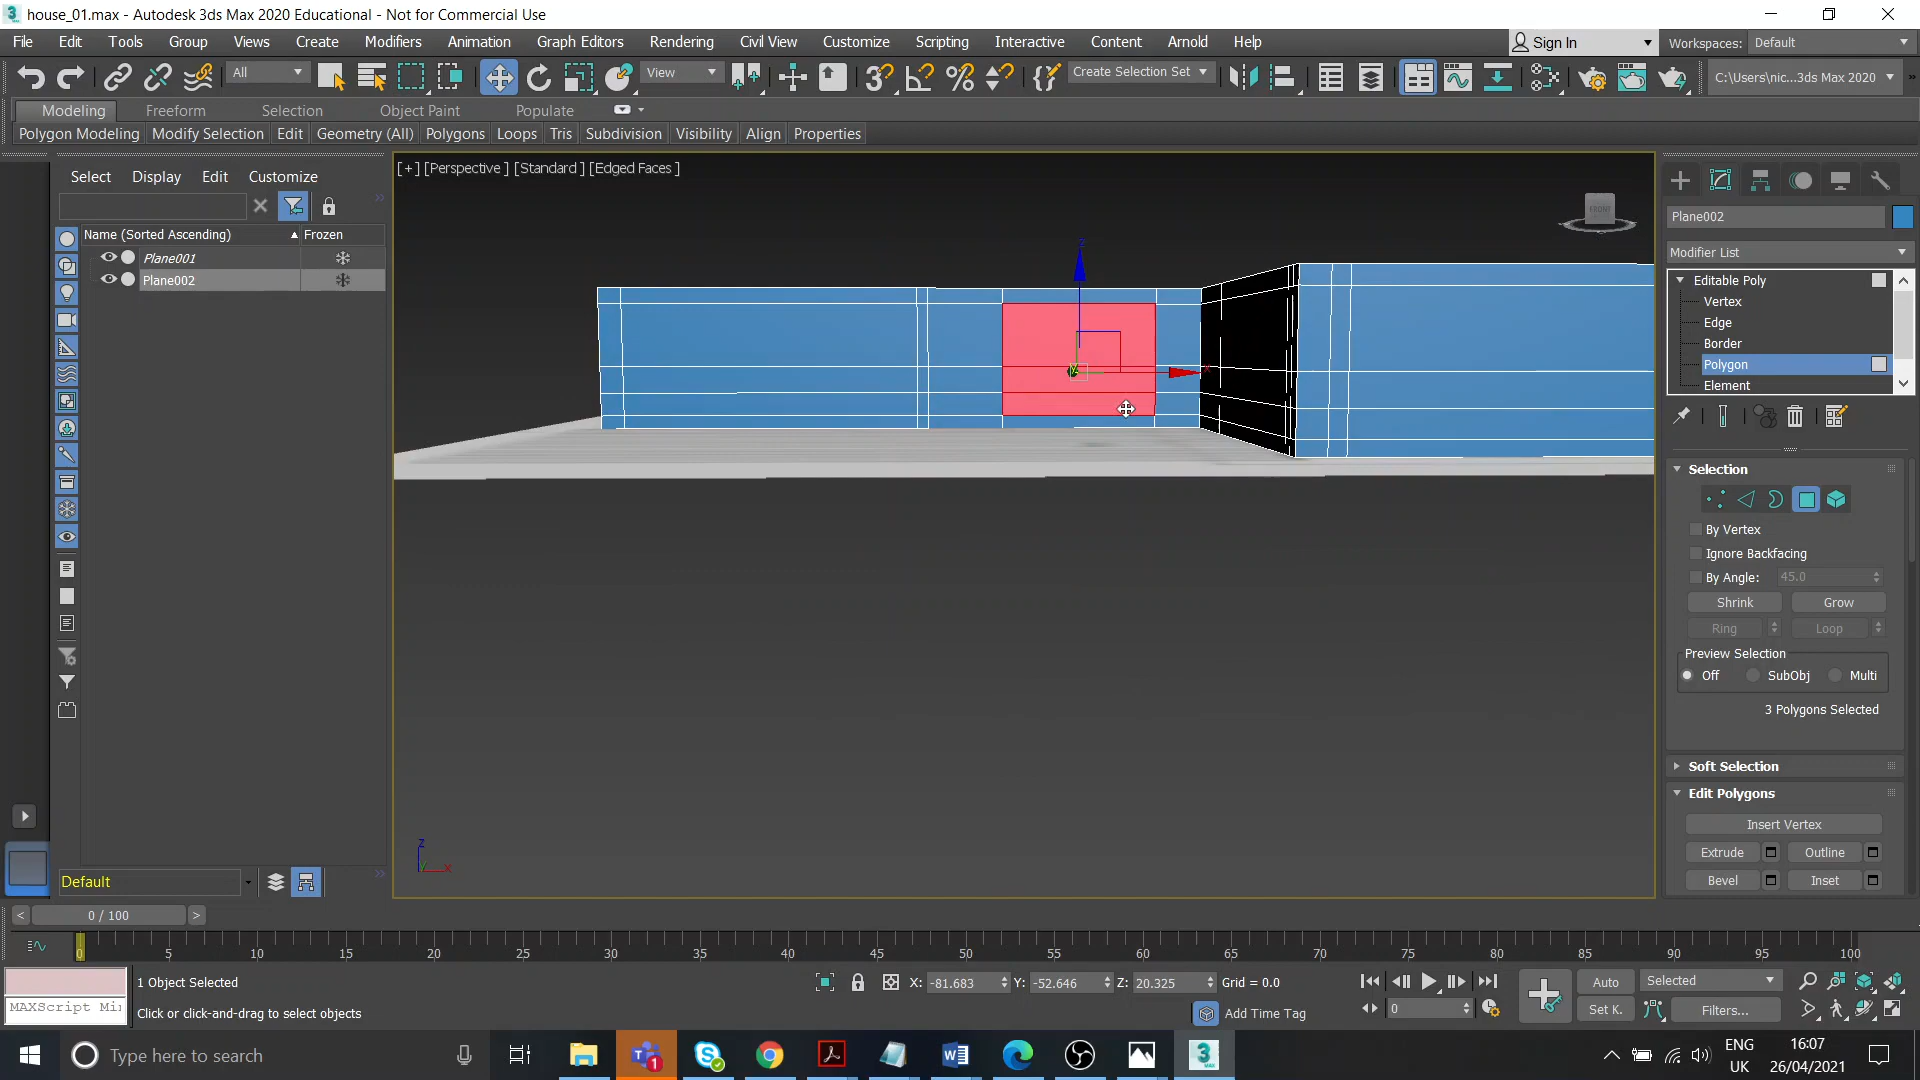 house_01.max - Autodesk 3ds Max 2020 Educational - Not for Commercial Use
File Edit Tools Group Views Create Modifiers Animation Graph Editors Rendering Civil View Customize Scripting Interactive Content Arnold Help Sign In Workspaces: Default
All View Create Selection Set C:\Users\nic...3ds Max 2020
Modeling Freeform Selection Object Paint Populate
Polygon Modeling Modify Selection Edit Geometry (All) Polygons Loops Tris Subdivision Visibility Align Properties
[+] [Perspective ] [Standard ] [Edged Faces ]
Select Display Edit Customize
Name (Sorted Ascending) Frozen
Plane001
Plane002
FRONT
z
x
y
Plane002
Modifier List
Editable Poly
Vertex
Edge
Border
Polygon
Element
Selection
By Vertex
Ignore Backfacing
By Angle: 45.0
Shrink Grow
Ring Loop
Preview Selection
Off SubObj Multi
3 Polygons Selected
Soft Selection
Edit Polygons
Insert Vertex
Extrude Outline
Bevel Inset
z
y x
Default
< 0 / 100 >
0 5 10 15 20 25 30 35 40 45 50 55 60 65 70 75 80 85 90 95 100
1 Object Selected X: -81.683 Y: -52.646 Z: 20.325 Grid = 0.0 Auto Selected
MAXScript Mi Click or click-and-drag to select objects Add Time Tag 0 Set K. Filters...
Type here to search ENG 16:07
UK 26/04/2021